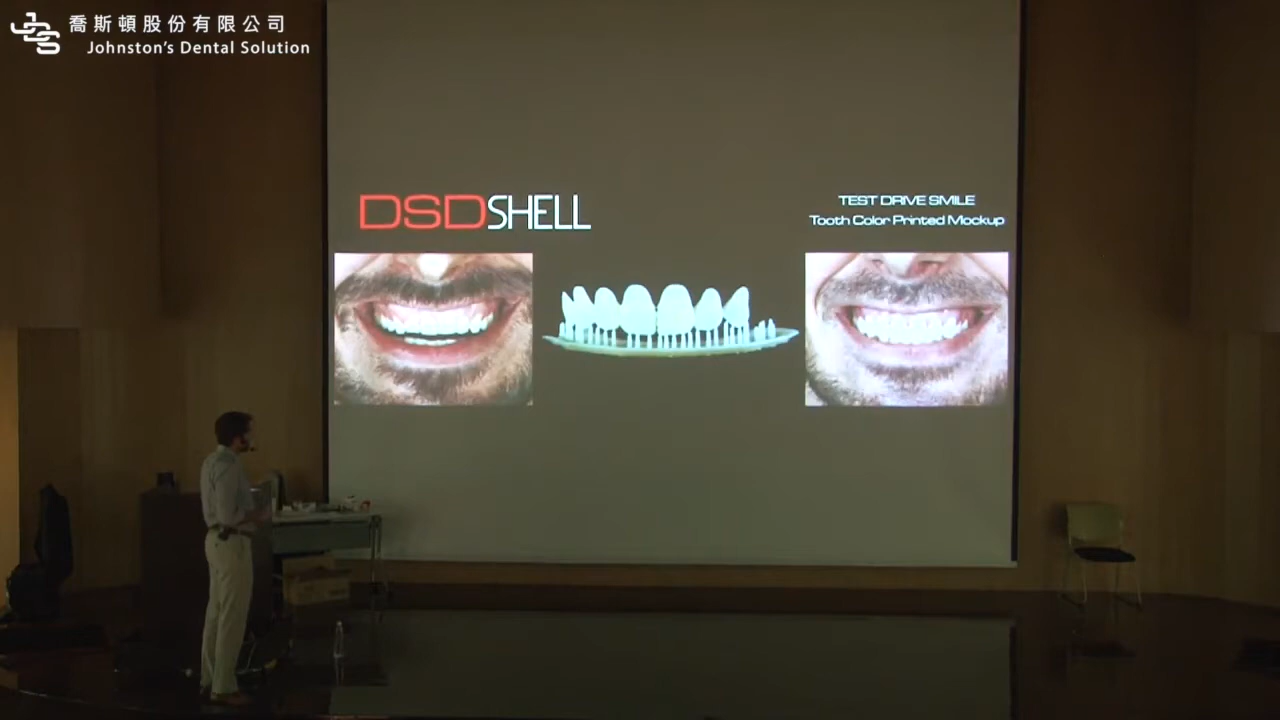 JDS
喬斯頓股份有限公司
Johnston's Dental Solution
DSDSHELL
TEST DRIVE SMILE
Tooth Color Printed Mockup